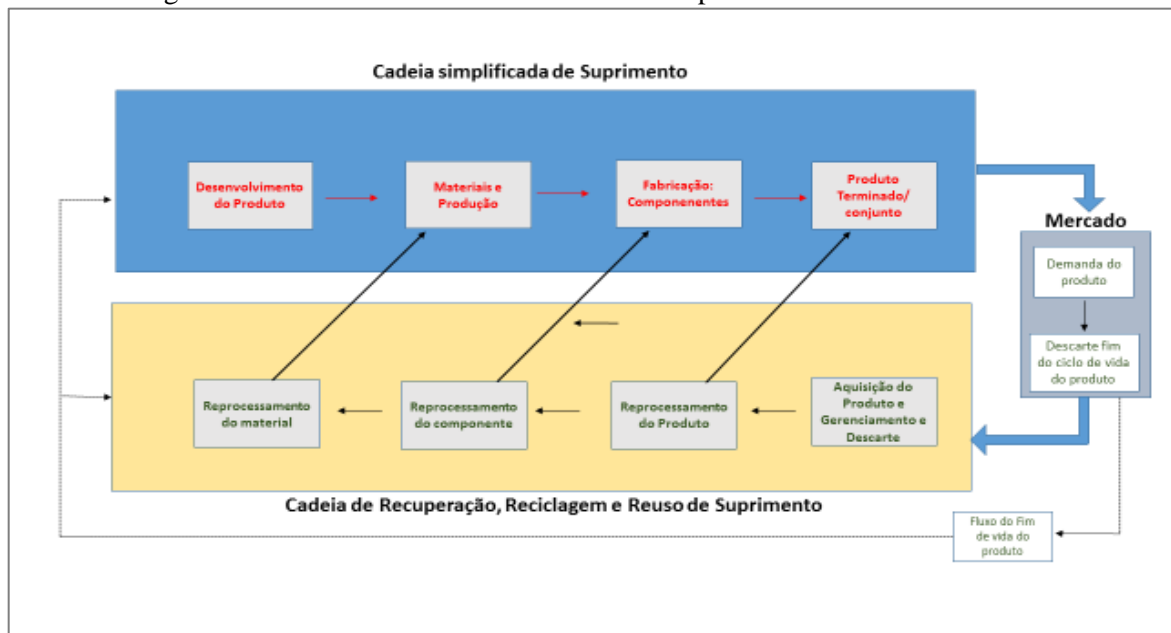 Cadeia simplificada de Suprimento
Desenvolvimento
do Produto
Materiais e
Produção
Fabricação:
Componenentes
Produto
Terminado/
conjunto
Mercado
Demanda do
produto
Descarte fim
do ciclo de vida
do produto
Reprocessamento
do material
Reprocessamento
do componente
Reprocessamento
do Produto
Aquisição do
Produto e
Gerenciamento e
Descarte
Cadeia de Recuperação, Reciclagem e Reuso de Suprimento
Fluxo do Fim
de vida do
produto